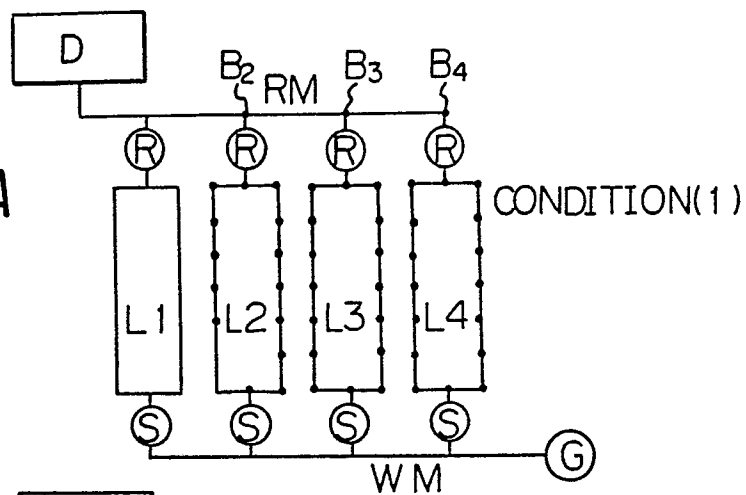 D
B2 B3 B4
RM
R R R R
A
CONDITION(1)
L1 L2 L3 L4
S S S S
G
WM